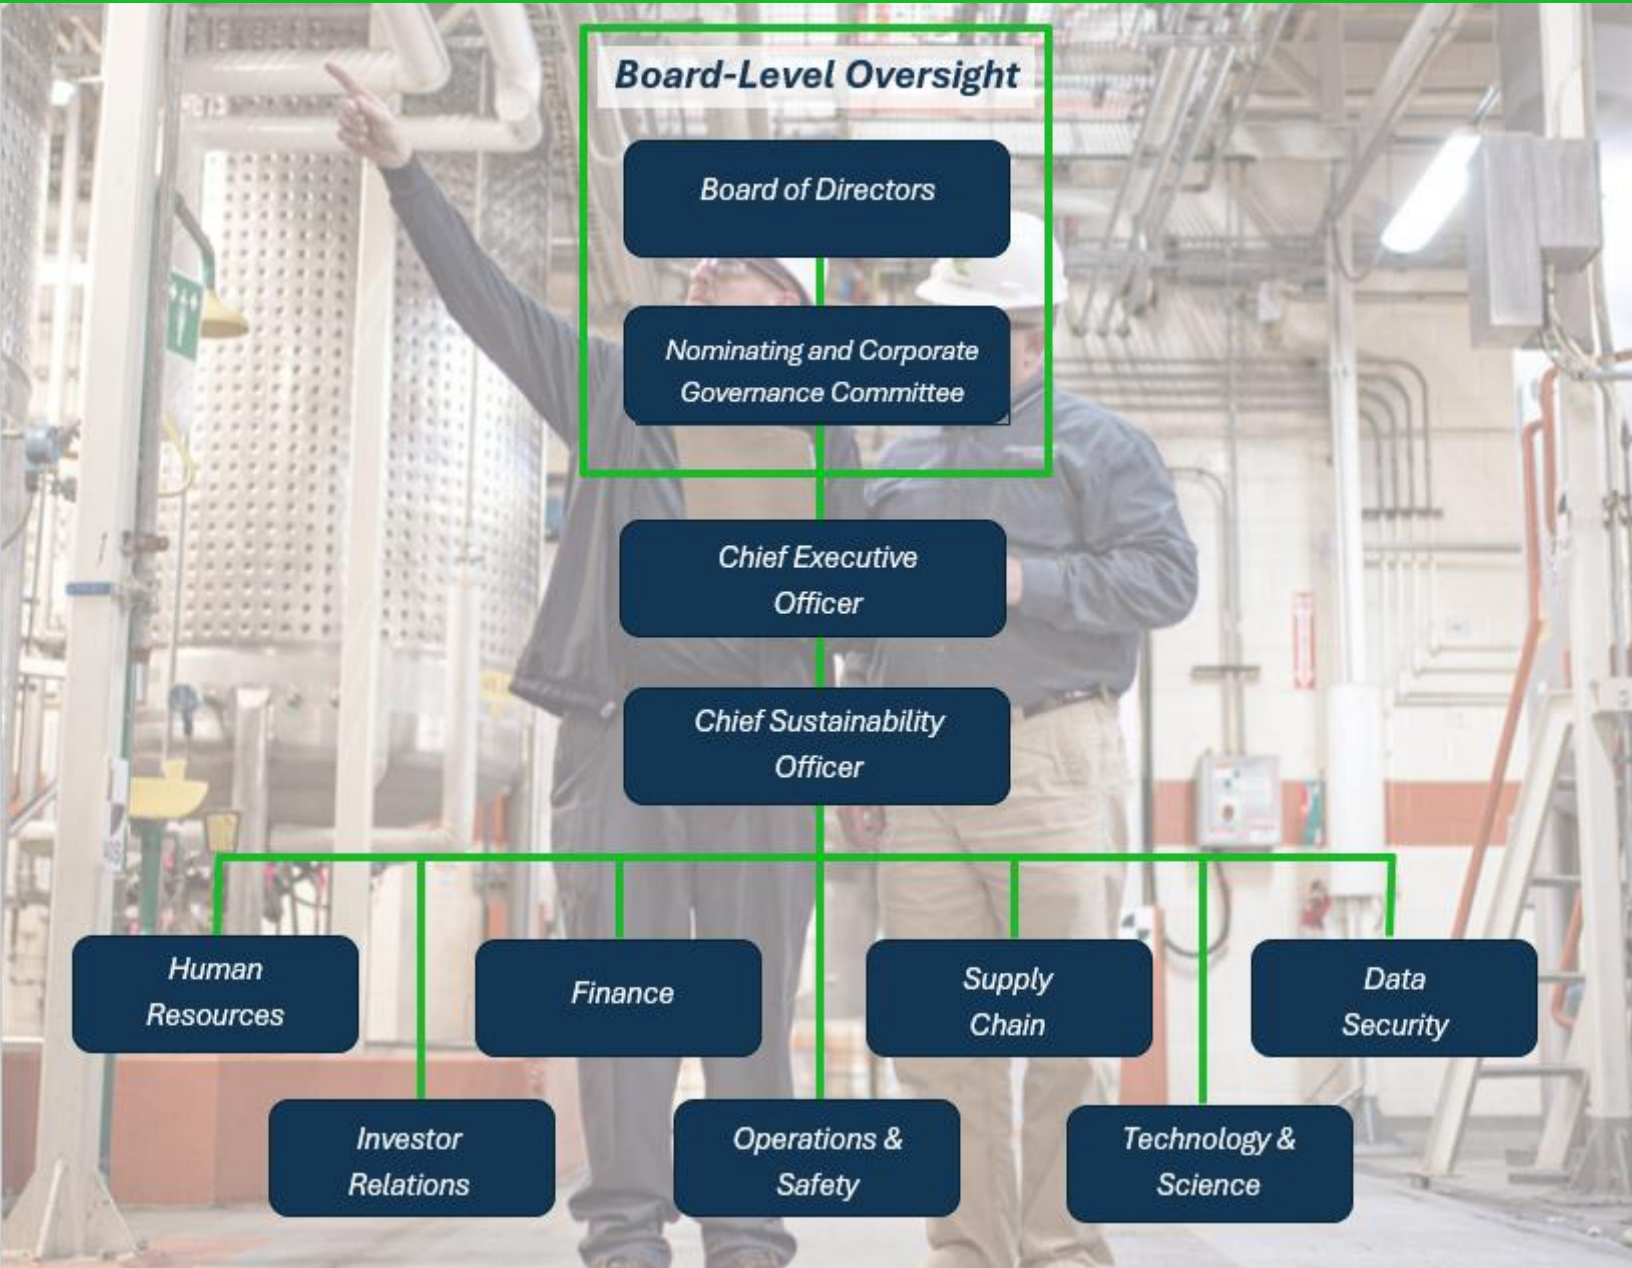 Board-Level Oversight
Board of Directors
Nominating and Corporate
Governance Committee
Chief Executive
Officer
Chief Sustainability
Officer
Human
Resources
Finance
Supply
Chain
Data
Security
Investor
Relations
Operations &
Safety
Technology &
Science